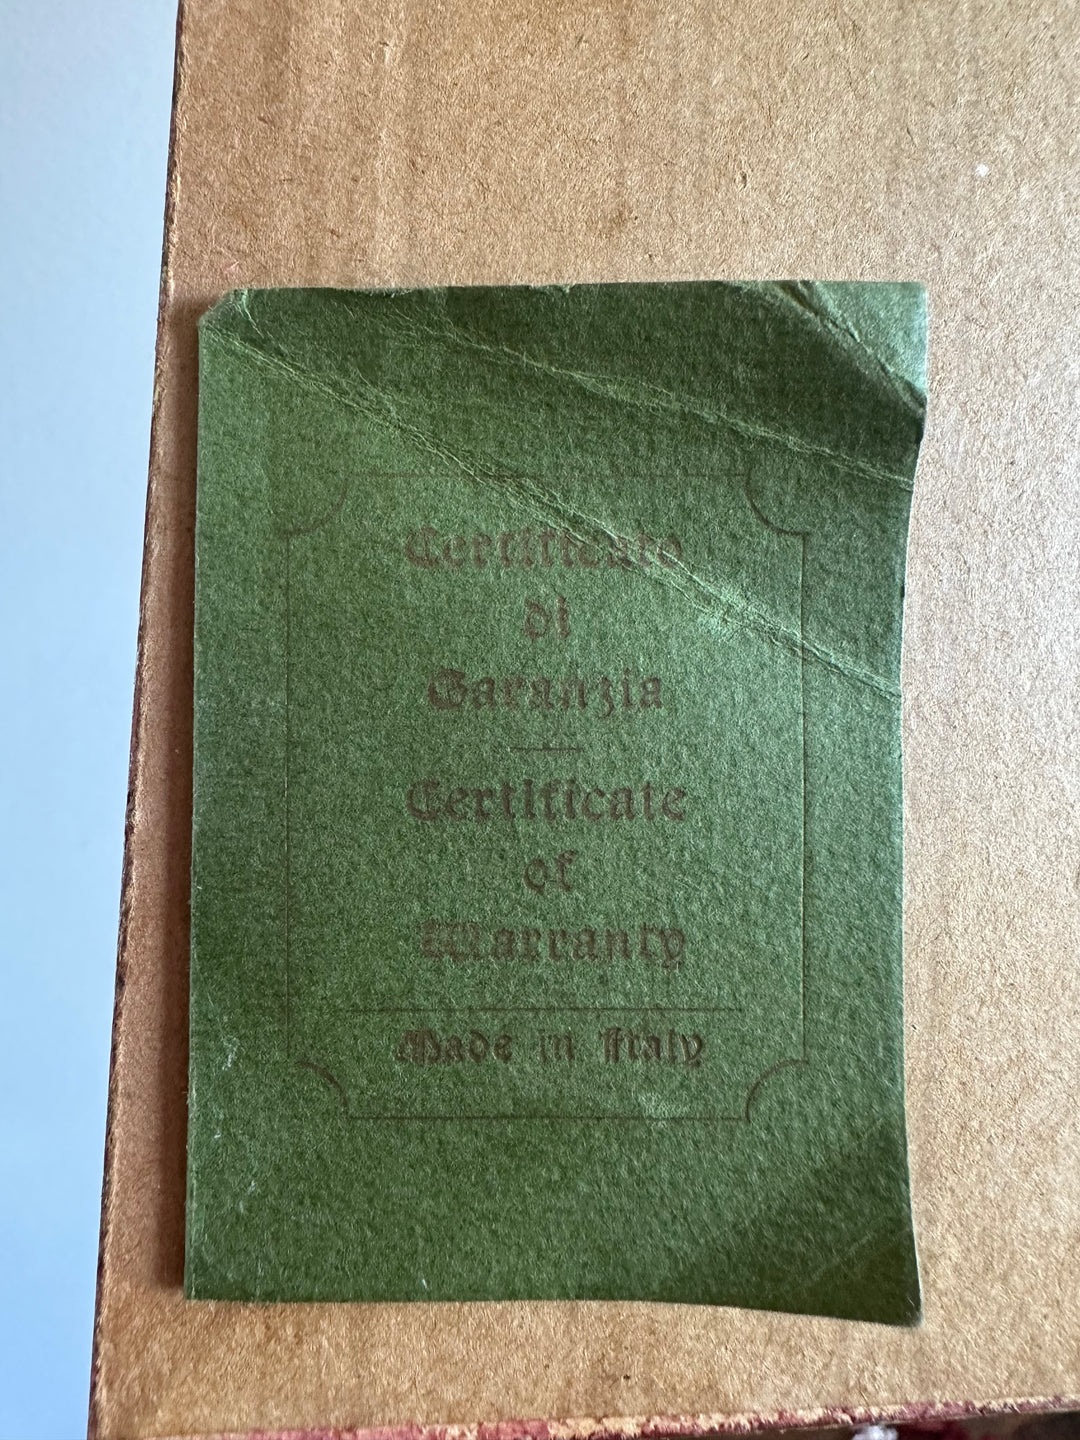 Certificato
di
Garanzia
Certificate
of
Warranty
Made in Italy